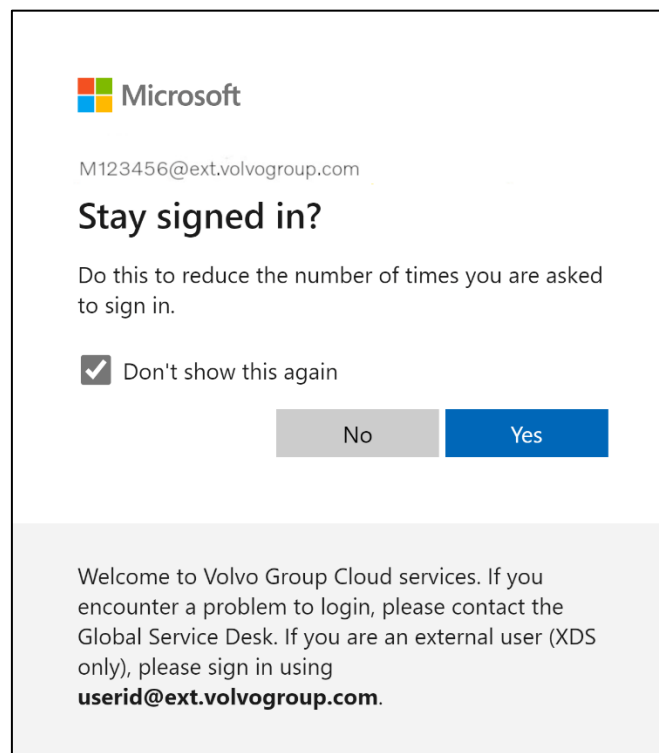 Microsoft
M123456@ext.volvogroup.com
Stay signed in?
Do this to reduce the number of times you are asked
to sign in.
Don't show this again
No
Yes
Welcome to Volvo Group Cloud services. If you
encounter a problem to login, please contact the
Global Service Desk. If you are an external user (XDS
only), please sign in using
userid@ext.volvogroup.com.